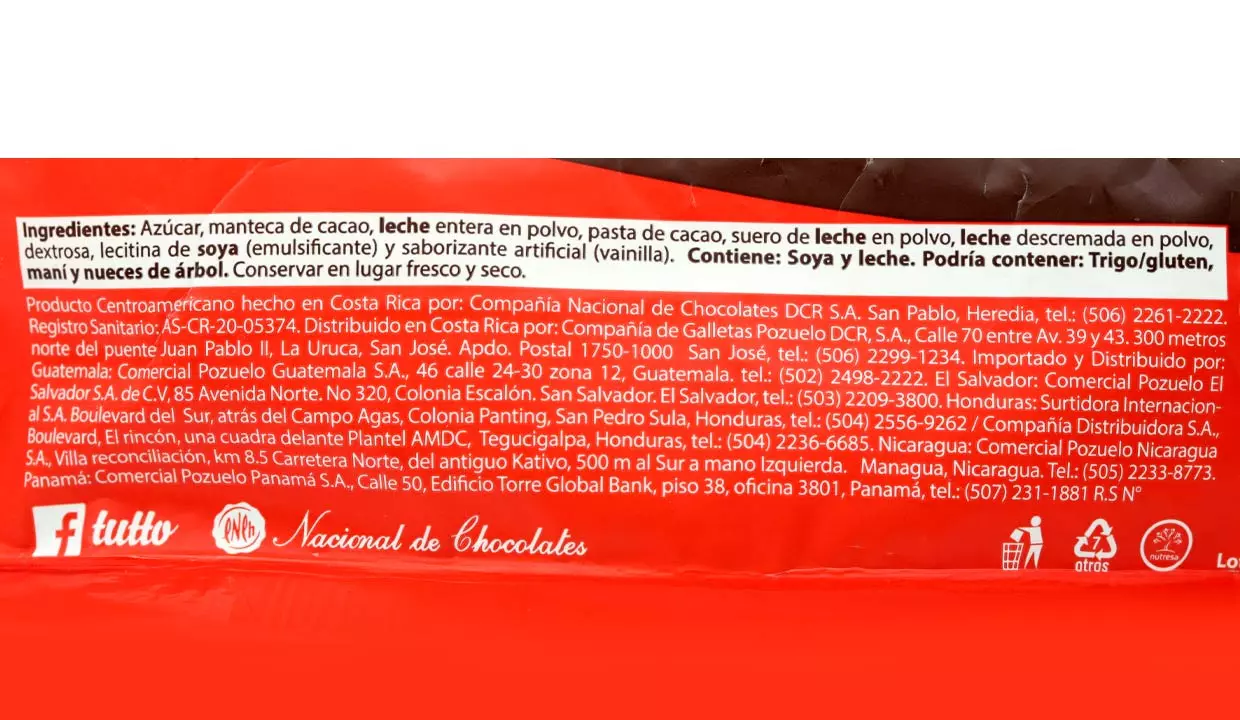 Ingredientes: Azúcar, manteca de cacao, leche entera en polvo, pasta de cacao, suero de leche en polvo, leche descremada en polvo,
dextrosa, lecitina de soya (emulsificante) y saborizante artificial (vainilla). Contiene: Soya y leche. Podría contener: Trigo/gluten,
maní y nueces de árbol. Conservar en lugar fresco y seco.
Producto Centroamericano hecho en Costa Rica por: Compañía Nacional de Chocolates DCR S.A. San Pablo, Heredia, tel.: (506) 2261-2222.
Registro Sanitario: AS-CR-20-05374. Distribuido en Costa Rica por: Compañía de Galletas Pozuelo DCR, S.A., Calle 70 entre Av. 39 y 43. 300 metros
norte del puente Juan Pablo II, La Uruca, San José. Apdo. Postal 1750-1000 San José, tel.: (506) 2299-1234. Importado y Distribuido por:
Guatemala: Comercial Pozuelo Guatemala S.A., 46 calle 24-30 zona 12, Guatemala. tel.: (502) 2498-2222. El Salvador: Comercial Pozuelo El
Salvador S.A. de C.V, 85 Avenida Norte. No 320, Colonia Escalón. San Salvador. El Salvador, tel.: (503) 2209-3800. Honduras: Surtidora Internacion-
al S.A. Boulevard del Sur, atrás del Campo Agas, Colonia Panting, San Pedro Sula, Honduras, tel.: (504) 2556-9262 / Compañía Distribuidora S.A.,
Boulevard, El rincón, una cuadra delante Plantel AMDC, Tegucigalpa, Honduras, tel.: (504) 2236-6685. Nicaragua: Comercial Pozuelo Nicaragua
S.A., Villa reconciliación, km 8.5 Carretera Norte, del antiguo Kativo, 500 m al Sur a mano Izquierda. Managua, Nicaragua. Tel.: (505) 2233-8773.
Panamá: Comercial Pozuelo Panamá S.A., Calle 50, Edificio Torre Global Bank, piso 38, oficina 3801, Panamá, tel.: (507) 231-1881 R.S N°
f tutto
Nacional de Chocolates
7
otros
nutresa